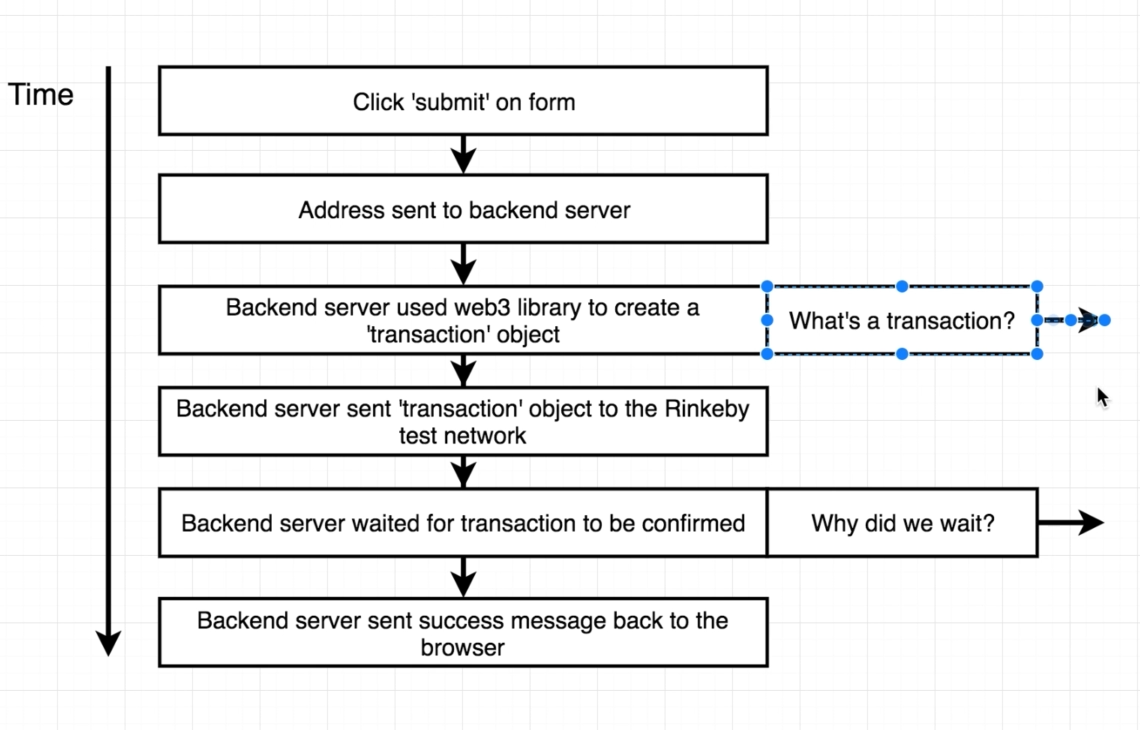 Time
Click 'submit' on form
Address sent to backend server
Backend server used web3 library to create a
'transaction' object
What's a transaction?
Backend server sent 'transaction' object to the Rinkeby
test network
Backend server waited for transaction to be confirmed
Why did we wait?
Backend server sent success message back to the
browser